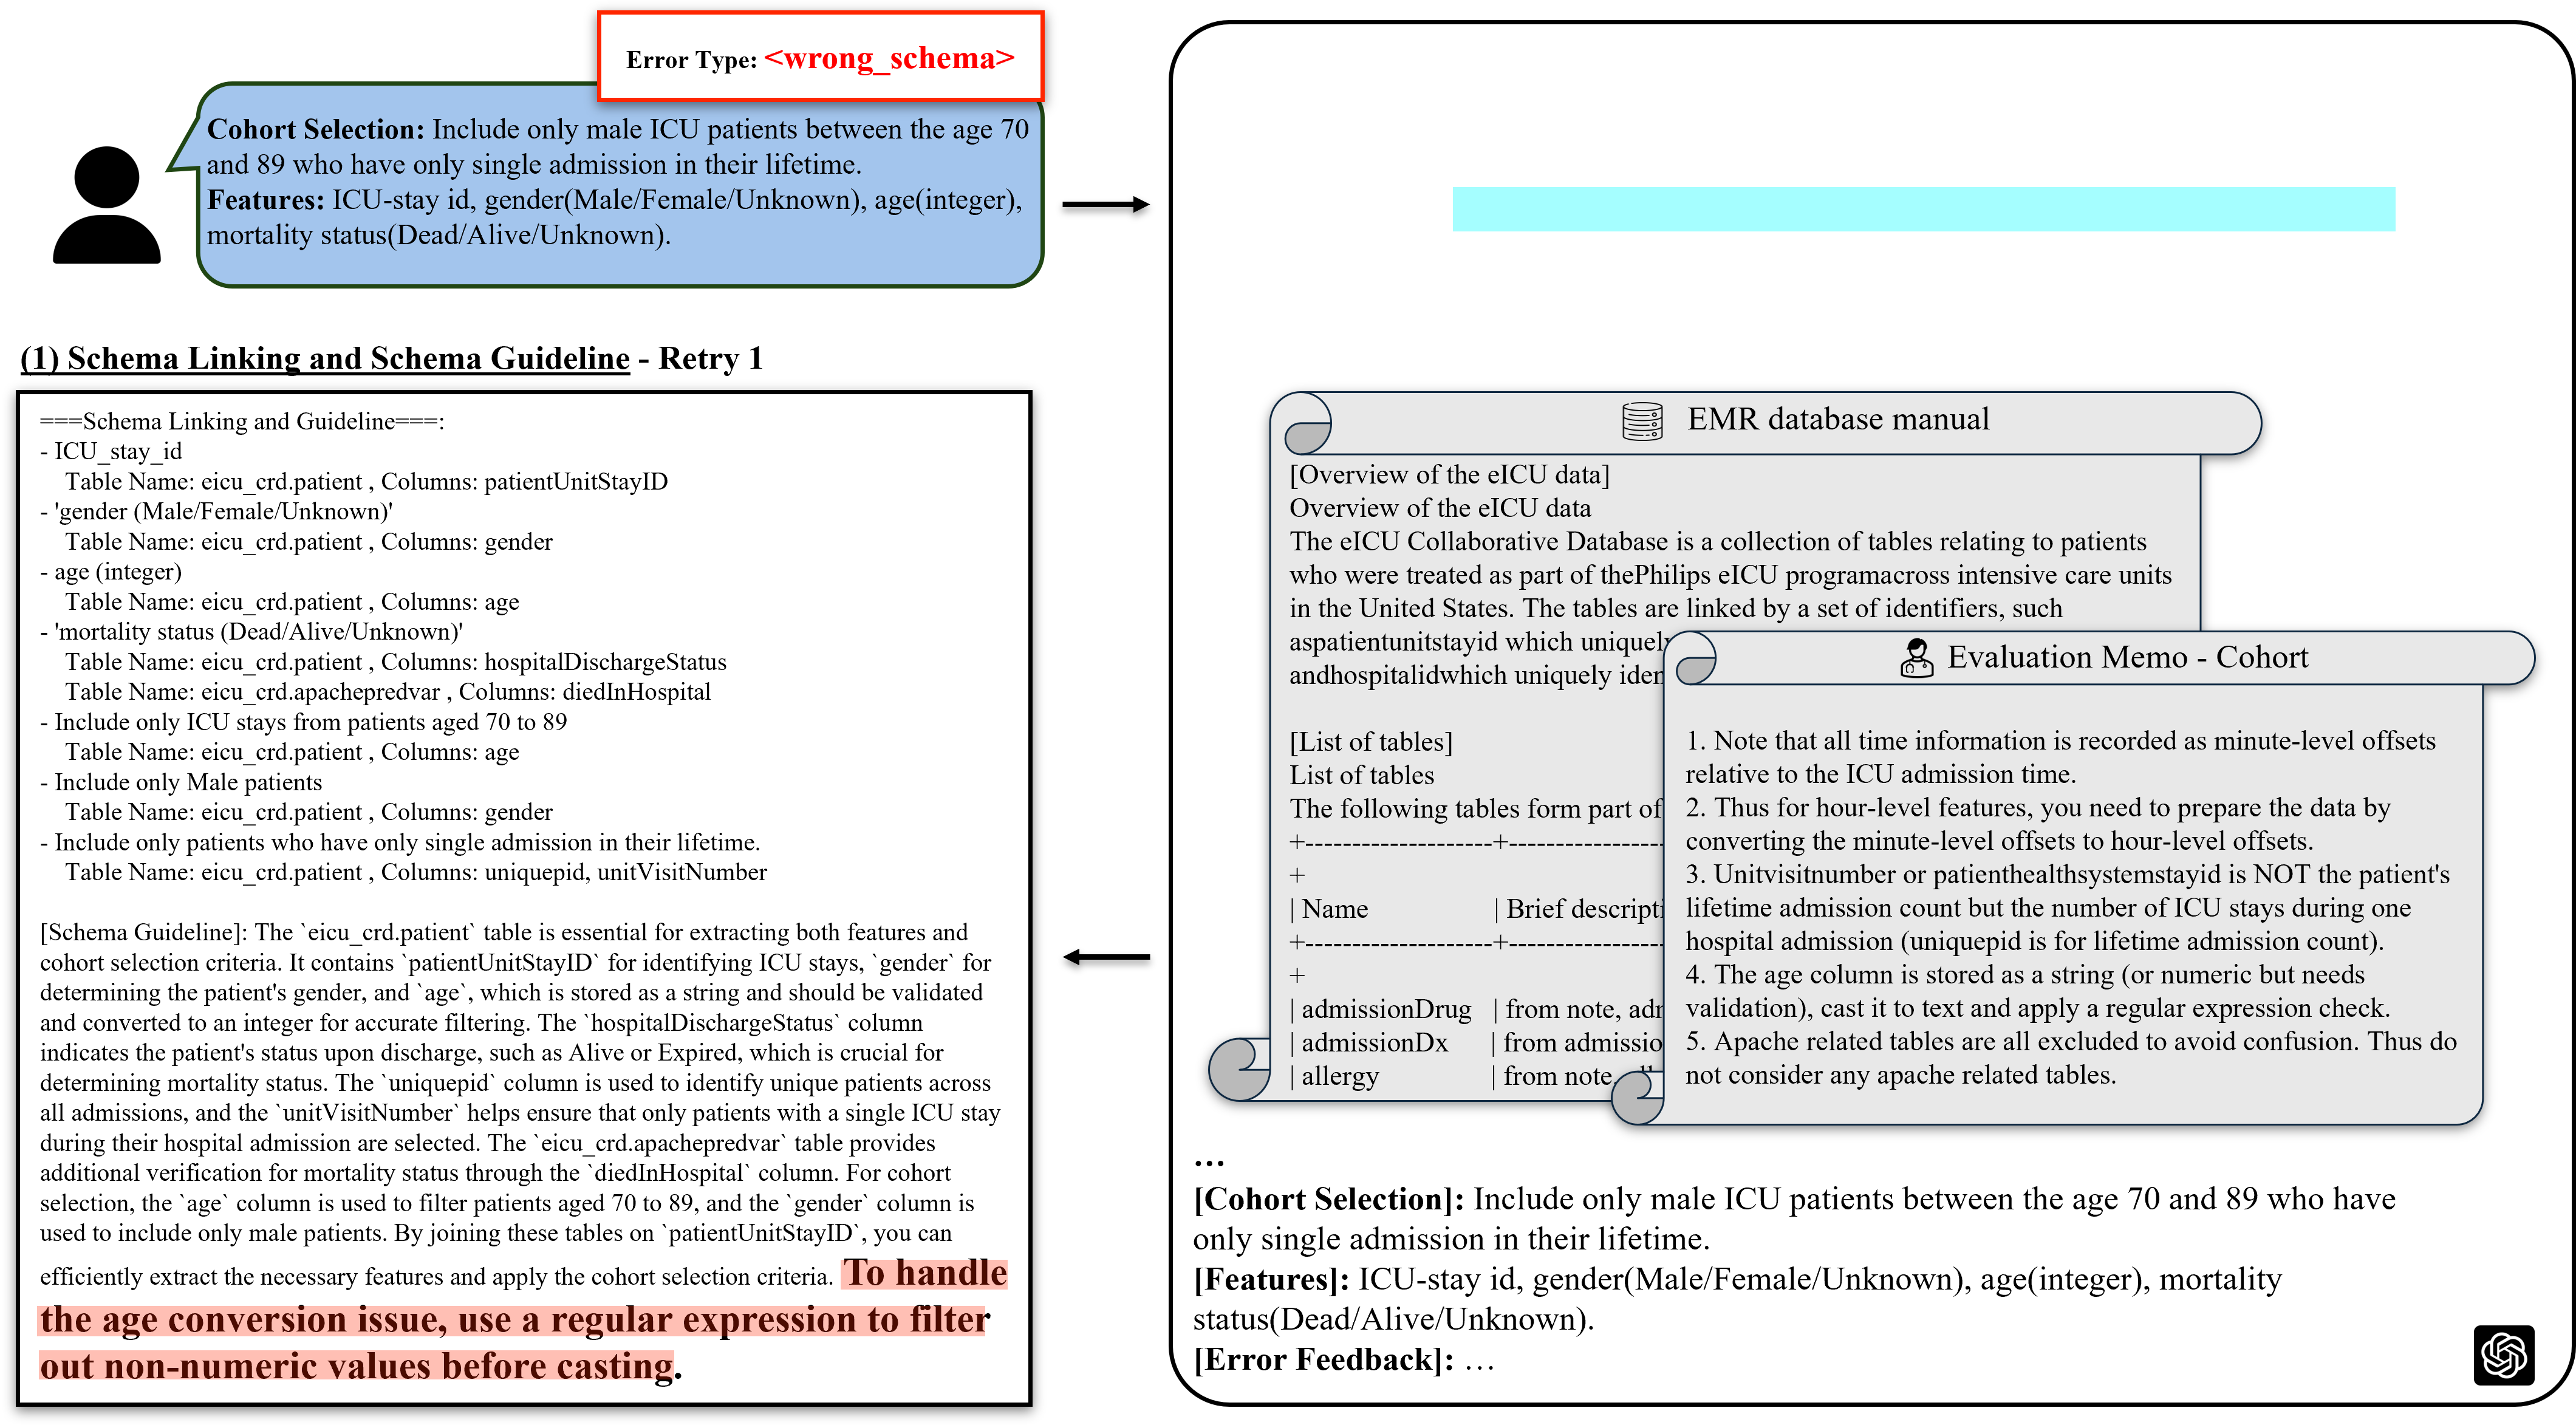 Error Type: <wrong_schema>
Cohort Selection: Include only male ICU patients between the age 70
and 89 who have only single admission in their lifetime.
Features: ICU-stay id, gender(Male/Female/Unknown), age(integer),
mortality status(Dead/Alive/Unknown).
(1) Schema Linking and Schema Guideline - Retry 1
===Schema Linking and Guideline===:
- ICU_stay_id
Table Name: eicu_crd.patient , Columns: patientUnitStayID
- 'gender (Male/Female/Unknown)'
Table Name: eicu_crd.patient , Columns: gender
- age (integer)
Table Name: eicu_crd.patient , Columns: age
- 'mortality status (Dead/Alive/Unknown)'
Table Name: eicu_crd.patient , Columns: hospitalDischargeStatus
Table Name: eicu_crd.apachepredvar , Columns: diedInHospital
- Include only ICU stays from patients aged 70 to 89
Table Name: eicu_crd.patient , Columns: age
- Include only Male patients
Table Name: eicu_crd.patient , Columns: gender
- Include only patients who have only single admission in their lifetime.
Table Name: eicu_crd.patient , Columns: uniquepid, unitVisitNumber
[Schema Guideline]: The `eicu_crd.patient` table is essential for extracting both features and
cohort selection criteria. It contains `patientUnitStayID` for identifying ICU stays, `gender` for
determining the patient's gender, and `age`, which is stored as a string and should be validated
and converted to an integer for accurate filtering. The `hospitalDischargeStatus` column
indicates the patient's status upon discharge, such as Alive or Expired, which is crucial for
determining mortality status. The `uniquepid` column is used to identify unique patients across
all admissions, and the `unitVisitNumber` helps ensure that only patients with a single ICU stay
during their hospital admission are selected. The `eicu_crd.apachepredvar` table provides
additional verification for mortality status through the `diedInHospital` column. For cohort
selection, the `age` column is used to filter patients aged 70 to 89, and the `gender` column is
used to include only male patients. By joining these tables on `patientUnitStayID`, you can
efficiently extract the necessary features and apply the cohort selection criteria. To handle
the age conversion issue, use a regular expression to filter
out non-numeric values before casting.
EMR database manual
[Overview of the eICU data]
Overview of the eICU data
The eICU Collaborative Database is a collection of tables relating to patients
who were treated as part of thePhilips eICU programacross intensive care units
in the United States. The tables are linked by a set of identifiers, such
aspatientunitstayid which uniquely
andhospitalidwhich uniquely iden
[List of tables]
List of tables
The following tables form part of
+--------------------+-----------------
+
| Name | Brief descripti
+--------------------+-----------------
+
| admissionDrug | from note, adm
| admissionDx | from admissio
| allergy | from note,
Evaluation Memo - Cohort
1. Note that all time information is recorded as minute-level offsets
relative to the ICU admission time.
2. Thus for hour-level features, you need to prepare the data by
converting the minute-level offsets to hour-level offsets.
3. Unitvisitnumber or patienthealthsystemstayid is NOT the patient's
lifetime admission count but the number of ICU stays during one
hospital admission (uniquepid is for lifetime admission count).
4. The age column is stored as a string (or numeric but needs
validation), cast it to text and apply a regular expression check.
5. Apache related tables are all excluded to avoid confusion. Thus do
not consider any apache related tables.
…
[Cohort Selection]: Include only male ICU patients between the age 70 and 89 who have
only single admission in their lifetime.
[Features]: ICU-stay id, gender(Male/Female/Unknown), age(integer), mortality
status(Dead/Alive/Unknown).
[Error Feedback]: …